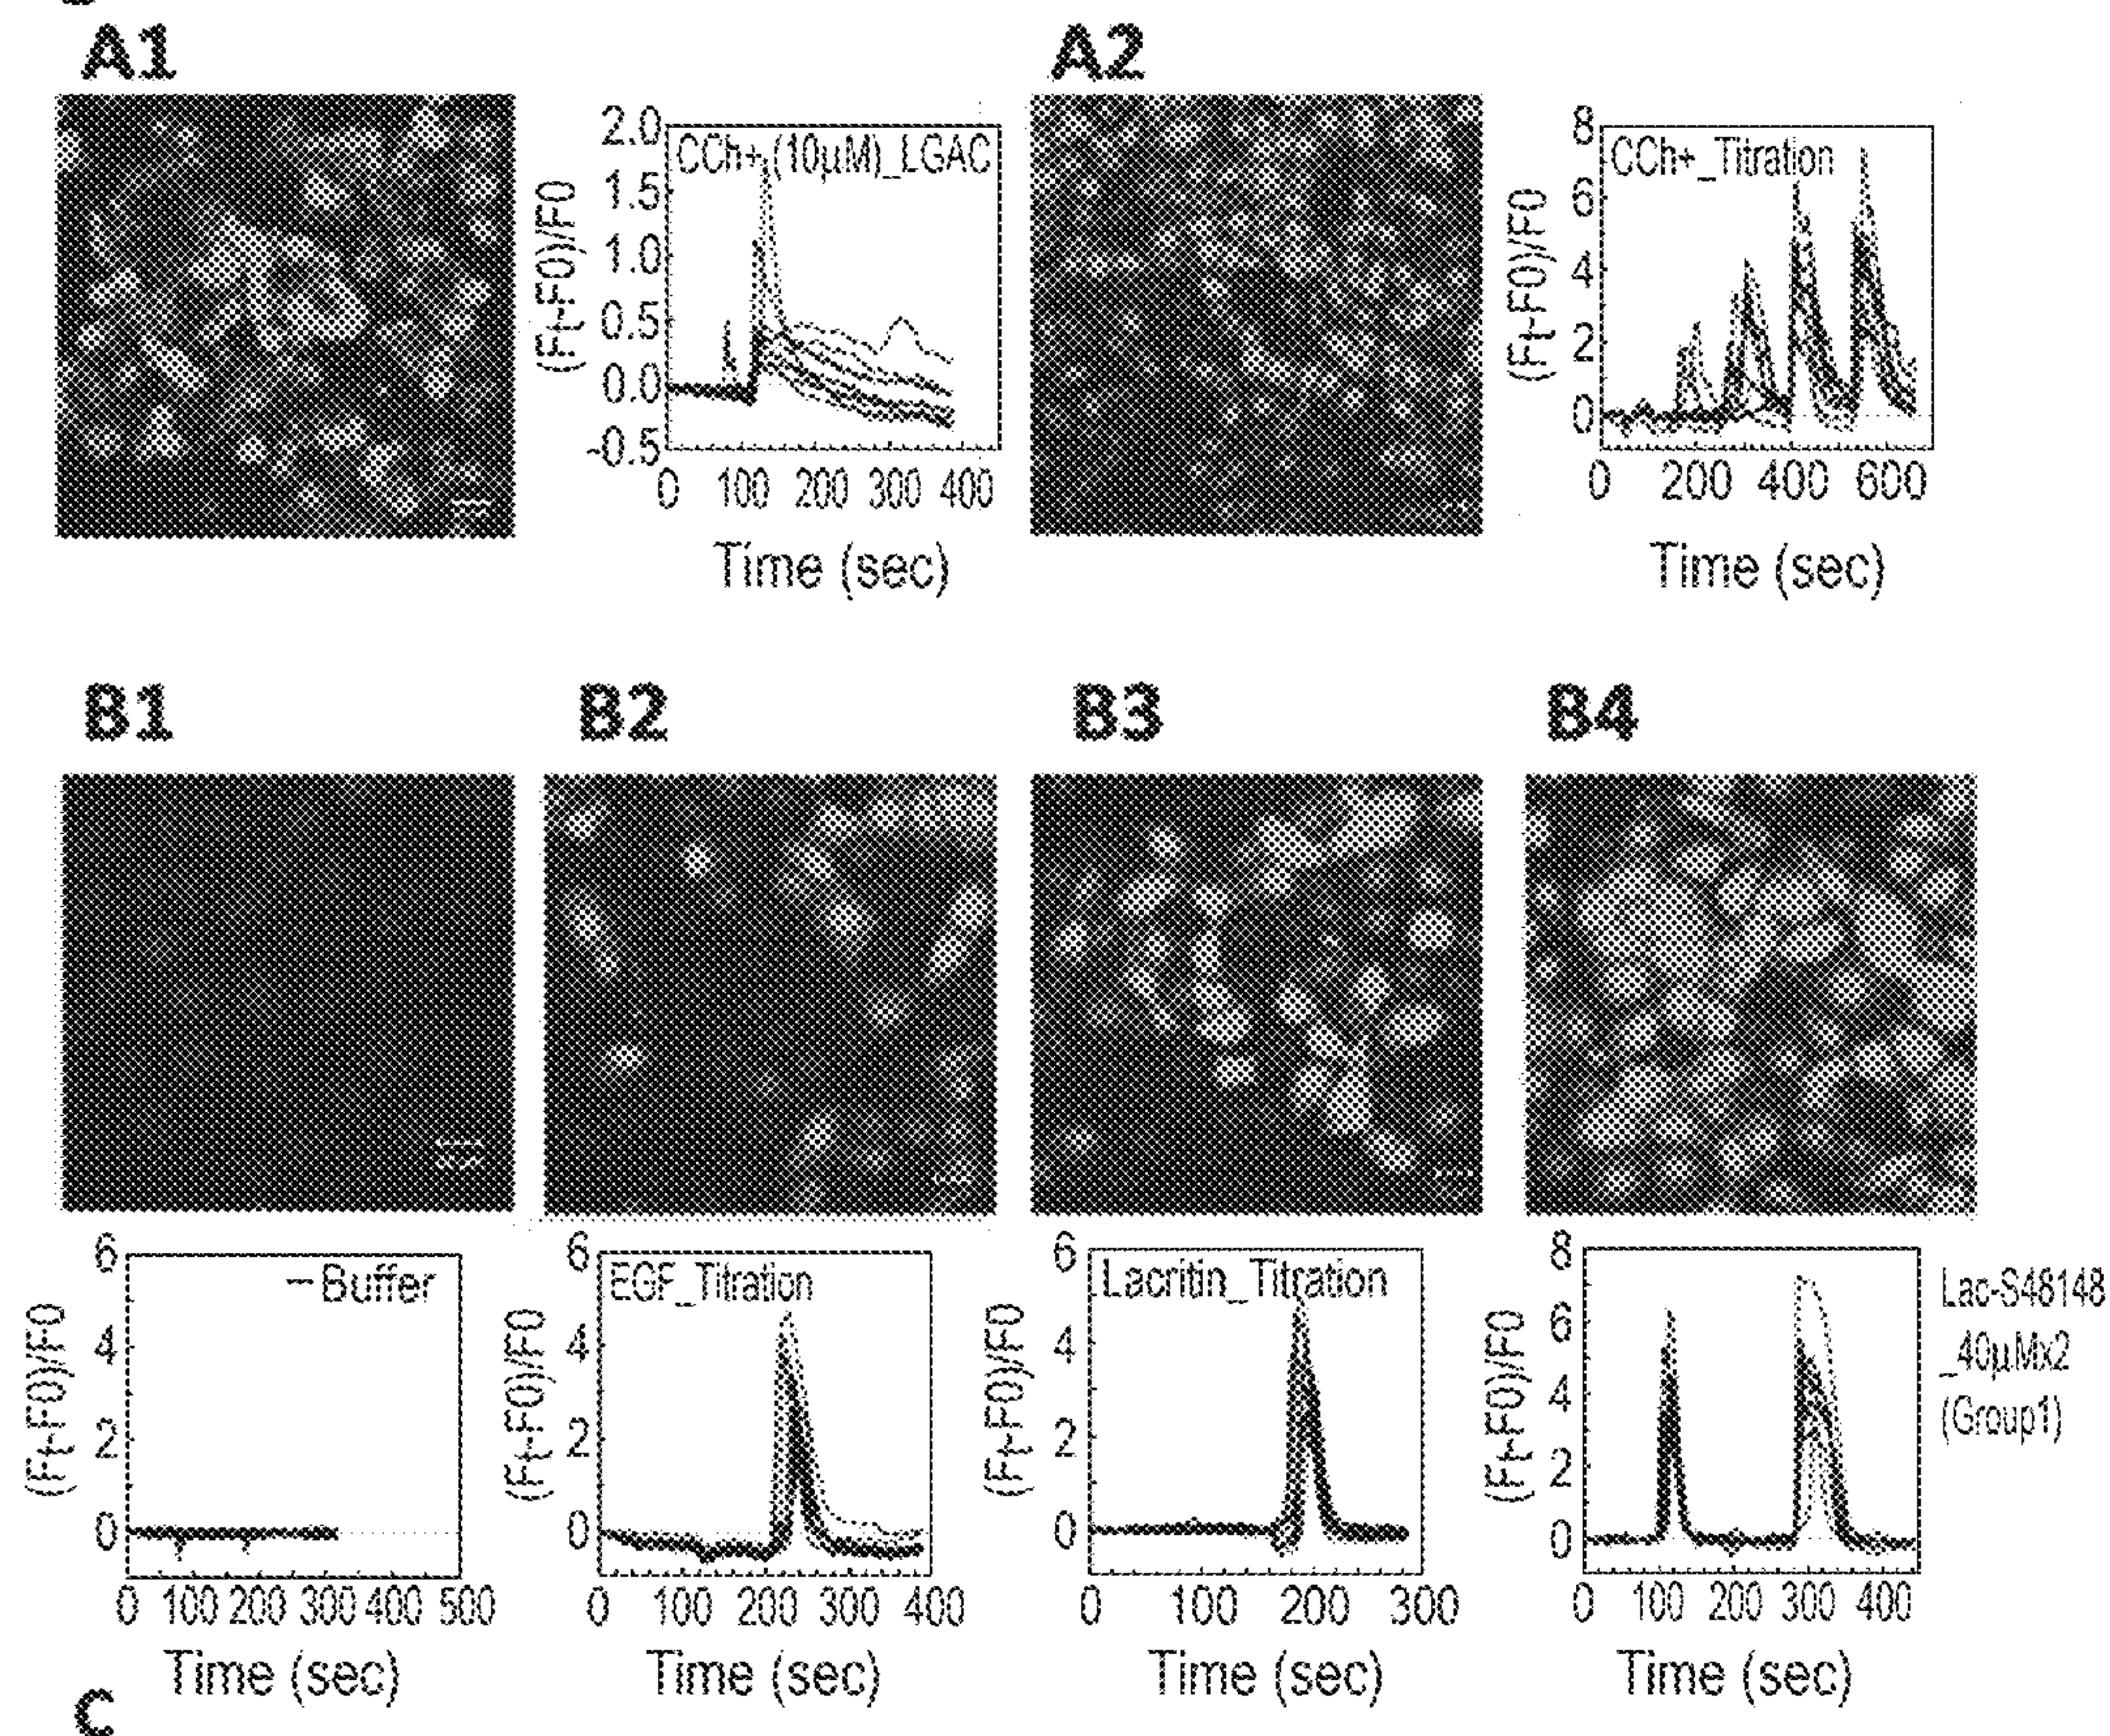 A1
A2
2.0
1.5
1.0
0.5
0.0
-0.5
(Ft-F0)/F0
CCh+ (10µM)_LGAC
0 100 200 300 400
Time (sec)
8
6
4
2
0
(Ft-F0)/F0
CCh+_Titration
0 200 400 600
Time (sec)
B1
B2
B3
B4
6
4
2
0
(Ft-F0)/F0
Buffer
0 100 200 300 400 500
Time (sec)
6
4
2
0
(Ft-F0)/F0
EGF_Titration
0 100 200 300 400
Time (sec)
6
4
2
0
(Ft-F0)/F0
Lacritin_Titration
0 100 200 300
Time (sec)
8
6
4
2
0
(Ft-F0)/F0
0 100 200 300 400
Time (sec)
Lac-S48148
_40µMx2
(Group1)
C